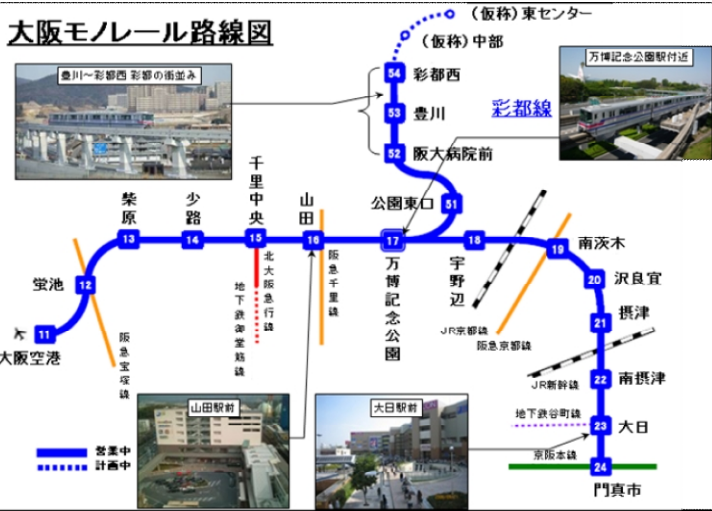 大阪モノレール路線図
(仮称)東センター
(仮称)中部
豊川～彩都西 彩都の街並み
54 彩都西
53 豊川
52 阪大病院前
彩都線
万博記念公園駅付近
公園東口 51
柴原 13
少路 14
千里中央 15
山田 16
17 万博記念公園
18 宇野辺
19 南茨木
20 沢良宜
21 摂津
22 南摂津
23 大日
24 門真市
蛍池 12
11 大阪空港
阪急宝塚線
北大阪急行線
地下鉄御堂筋線
阪急千里線
JR京都線
阪急京都線
JR新幹線
地下鉄谷町線
京阪本線
山田駅前
大日駅前
営業中
計画中